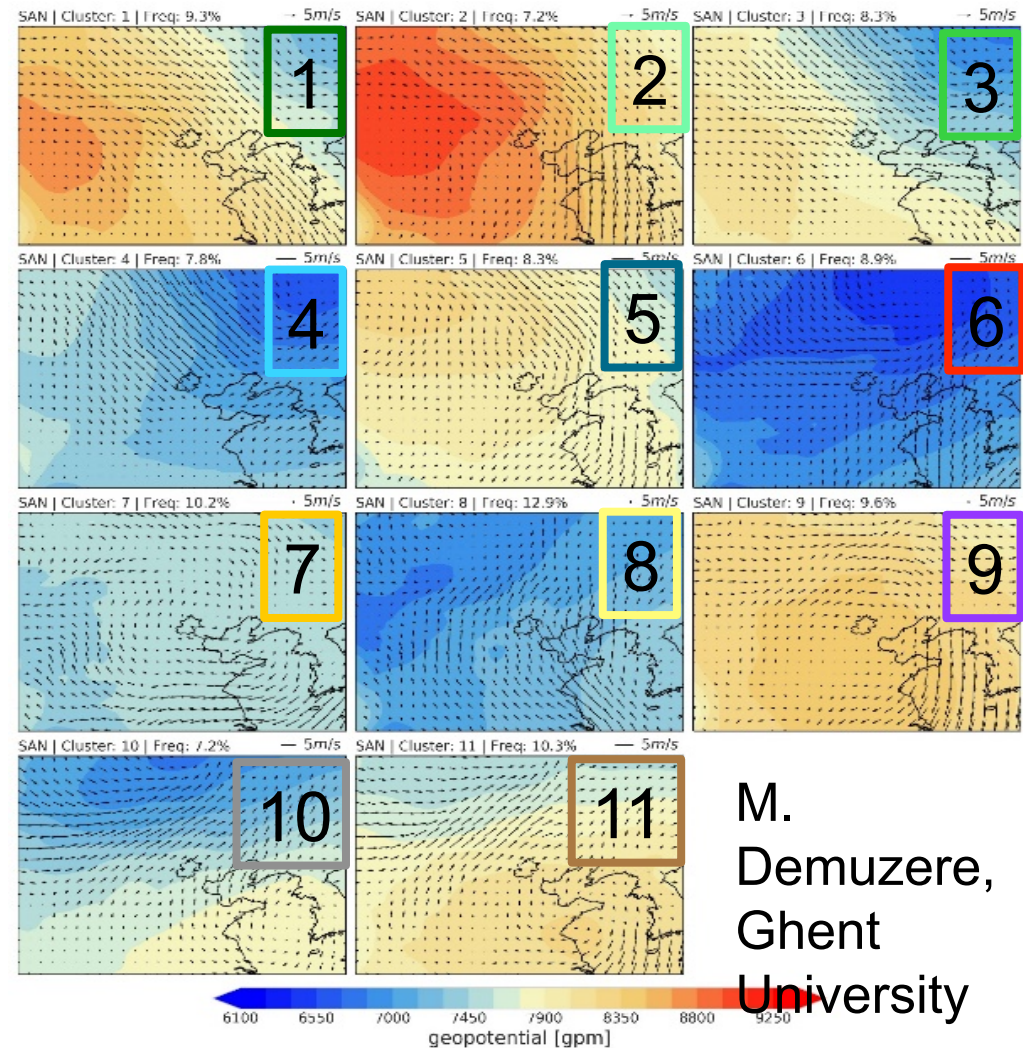 SAN | Cluster: 1 | Freq: 9.3% 5m/s
1
SAN | Cluster: 2 | Freq: 7.2% 5m/s
2
SAN | Cluster: 3 | Freq: 8.3% 5m/s
3
SAN | Cluster: 4 | Freq: 7.8% 5m/s
4
SAN | Cluster: 5 | Freq: 8.3% 5m/s
5
SAN | Cluster: 6 | Freq: 8.9% 5m/s
6
SAN | Cluster: 7 | Freq: 10.2% 5m/s
7
SAN | Cluster: 8 | Freq: 12.9% 5m/s
8
SAN | Cluster: 9 | Freq: 9.6% 5m/s
9
SAN | Cluster: 10 | Freq: 7.2% 5m/s
10
SAN | Cluster: 11 | Freq: 10.3% 5m/s
11
M.
Demuzere,
Ghent
University
6100 6550 7000 7450 7900 8350 8800 9250
geopotential [gpm]